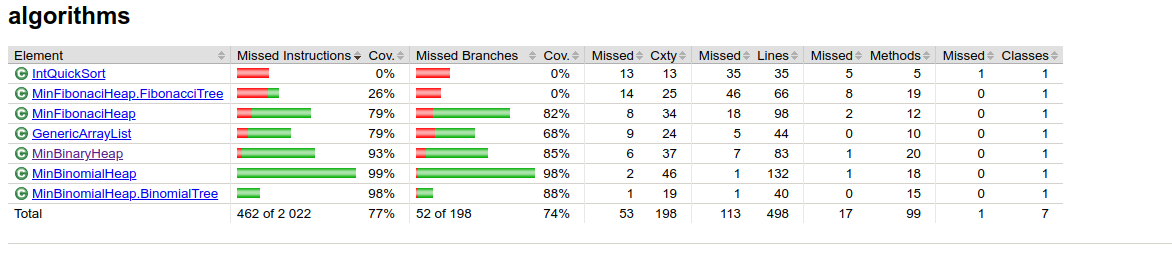 algorithms
Element Missed Instructions Cov. Missed Branches Cov. Missed Cxty Missed Lines Missed Methods Missed Classes
C IntQuickSort 0% 0% 13 13 35 35 5 5 1 1
C MinFibonaciHeap.FibonacciTree 26% 0% 14 25 46 66 8 19 0 1
C MinFibonaciHeap 79% 82% 8 34 18 98 2 12 0 1
C GenericArrayList 79% 68% 9 24 5 44 0 10 0 1
C MinBinaryHeap 93% 85% 6 37 7 83 1 20 0 1
C MinBinomialHeap 99% 98% 2 46 1 132 1 18 0 1
C MinBinomialHeap.BinomialTree 98% 88% 1 19 1 40 0 15 0 1
Total 462 of 2 022 77% 52 of 198 74% 53 198 113 498 17 99 1 7